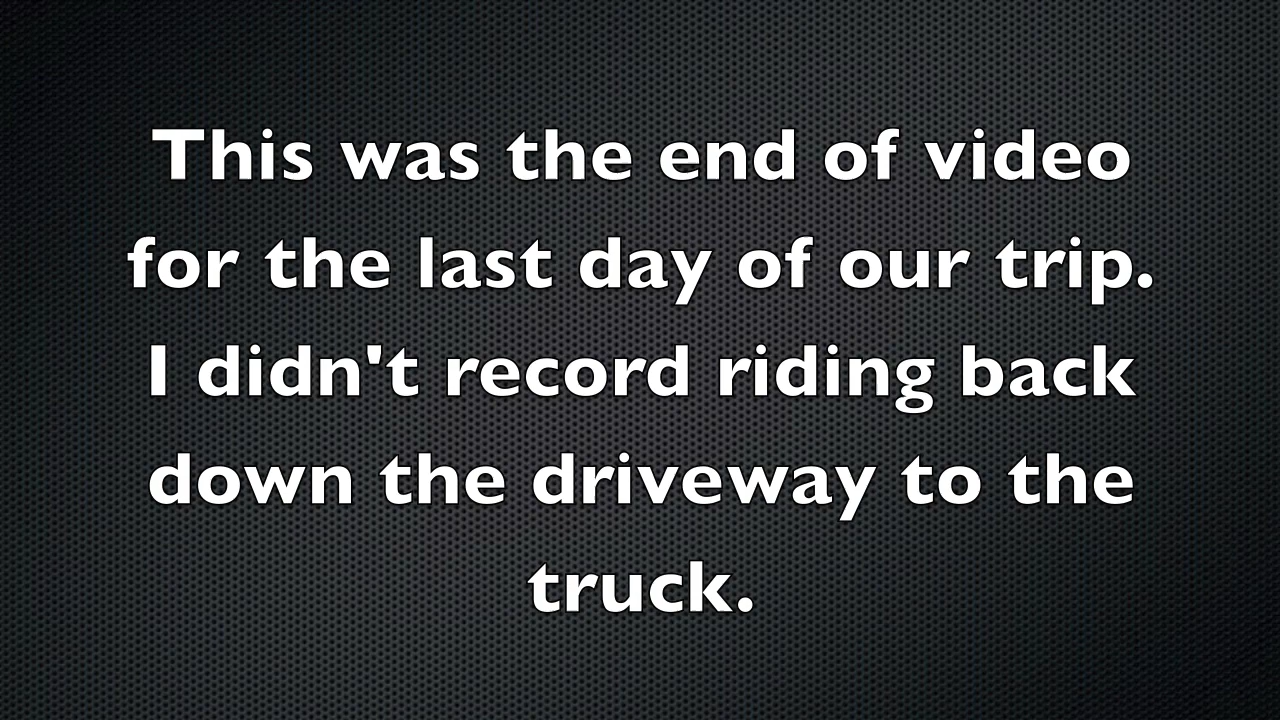 This was the end of video
for the last day of our trip.
I didn't record riding back
down the driveway to the
truck.